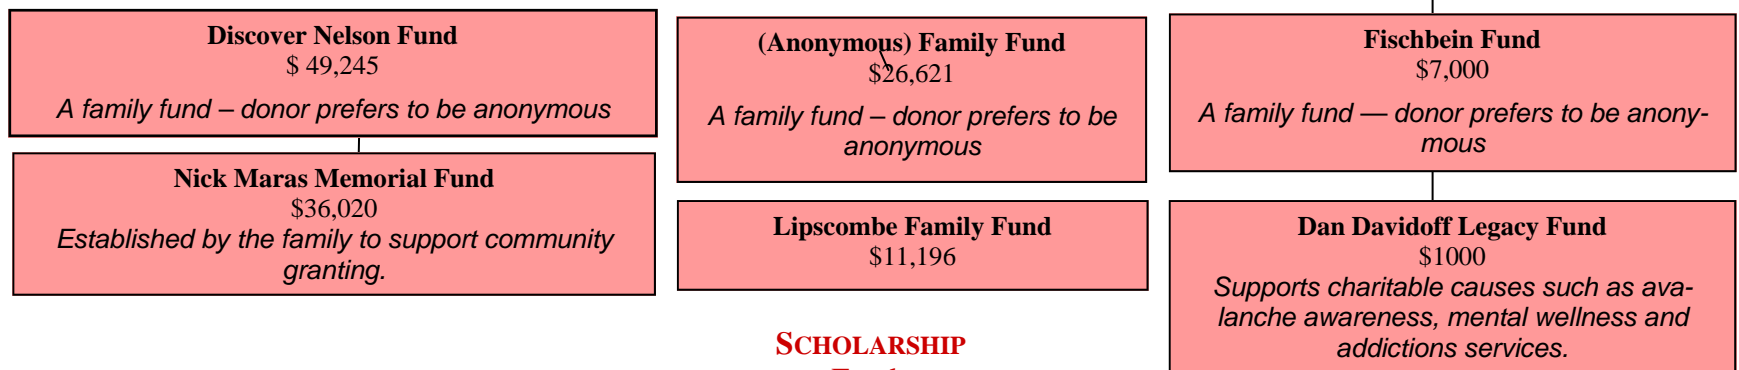 Discover Nelson Fund
$ 49,245
A family fund – donor prefers to be anonymous
Nick Maras Memorial Fund
$36,020
Established by the family to support community
granting.
(Anonymous) Family Fund
$26,621
A family fund – donor prefers to be
anonymous
Lipscombe Family Fund
$11,196
SCHOLARSHIP
Fischbein Fund
$7,000
A family fund — donor prefers to be anony-
mous
Dan Davidoff Legacy Fund
$1000
Supports charitable causes such as ava-
lanche awareness, mental wellness and
addictions services.